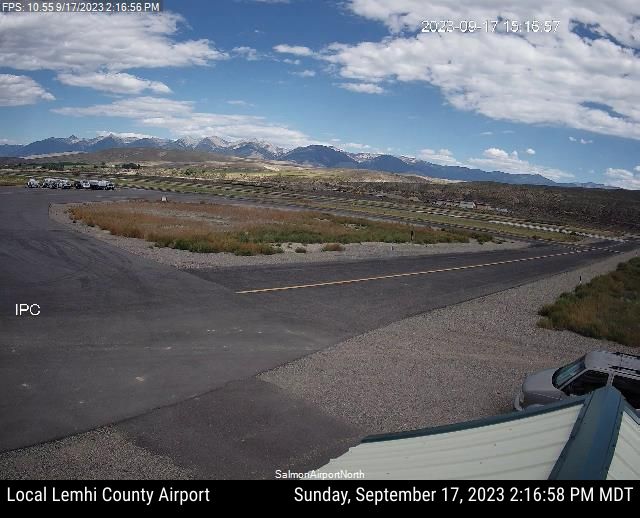 FPS: 10.55 9/17/2023 2:16:56 PM
2023-09-17 15:16:57
IPC
SalmonAirportNorth
Local Lemhi County Airport
Sunday, September 17, 2023 2:16:58 PM MDT